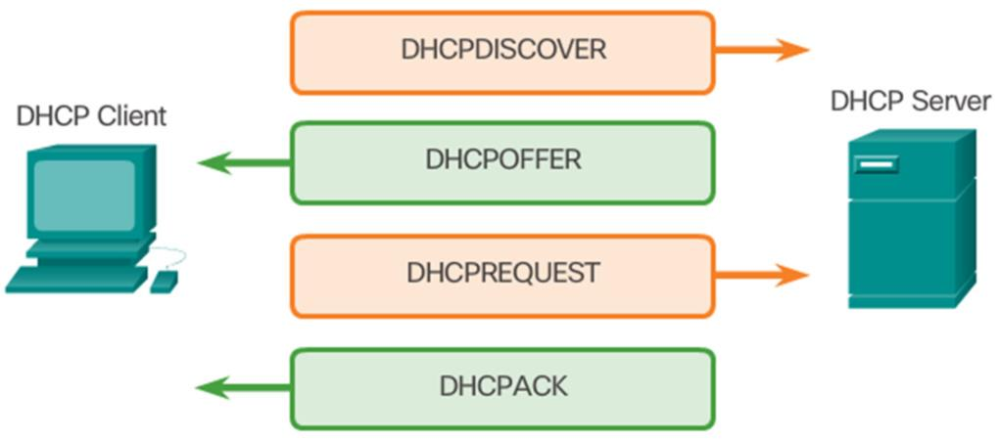 DHCPDISCOVER
DHCP Client
DHCP Server
DHCPOFFER
DHCPREQUEST
DHCPACK